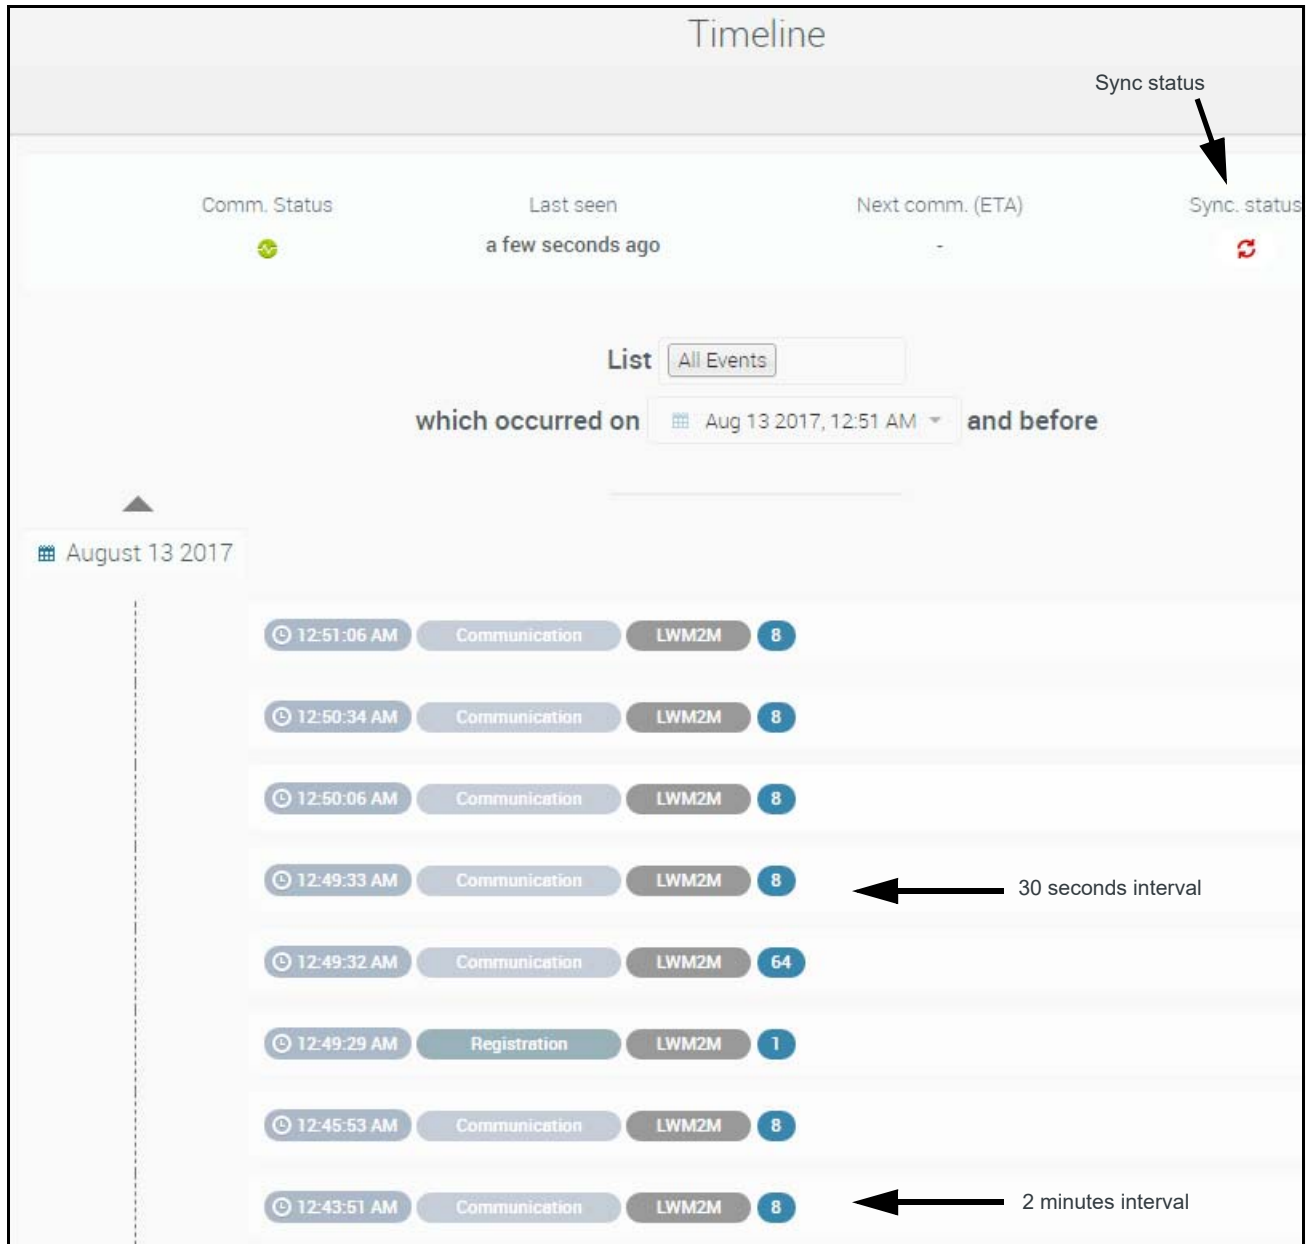 Timeline
Sync status
Comm. Status Last seen Next comm. (ETA) Sync. status
a few seconds ago -
List All Events
which occurred on Aug 13 2017, 12:51 AM and before
August 13 2017
12:51:06 AM Communication LWM2M 8
12:50:34 AM Communication LWM2M 8
12:50:06 AM Communication LWM2M 8
12:49:33 AM Communication LWM2M 8 30 seconds interval
12:49:32 AM Communication LWM2M 64
12:49:29 AM Registration LWM2M 1
12:45:53 AM Communication LWM2M 8
12:43:51 AM Communication LWM2M 8 2 minutes interval